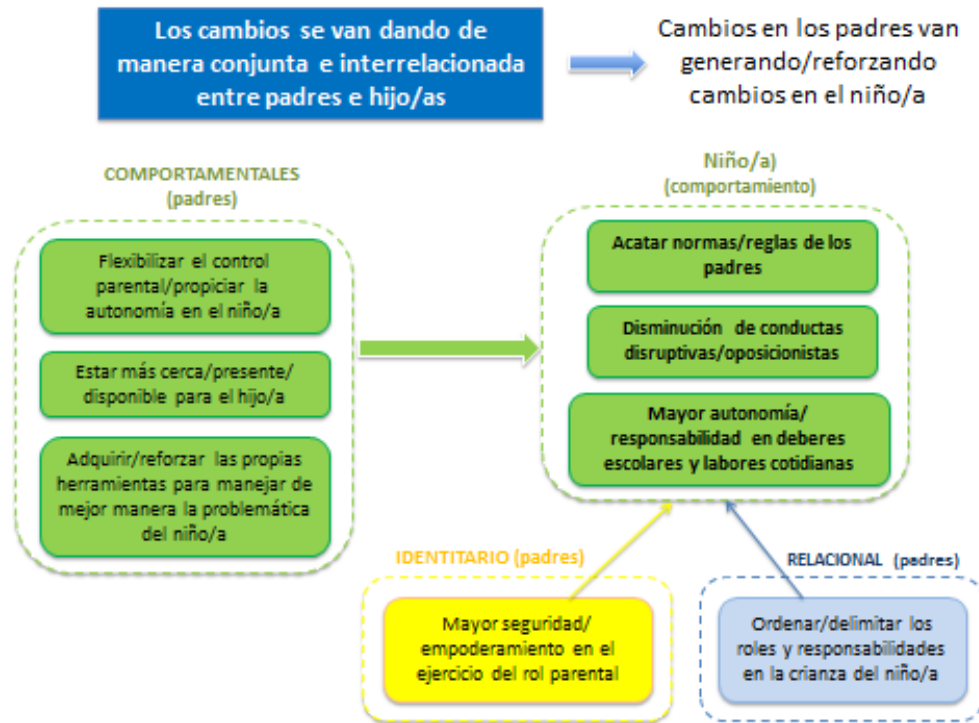 Los cambios se van dando de
manera conjunta e interrelacionada
entre padres e hijo/as
Cambios en los padres van
generando/reforzando
cambios en el niño/a
COMPORTAMENTALES
(padres)
Flexibilizar el control
parental/propiciar la
autonomía en el niño/a
Estar más cerca/presente/
disponible para el hijo/a
Adquirir/reforzar las propias
herramientas para manejar de
mejor manera la problemática
del niño/a
Niño/a)
(comportamiento)
Acatar normas/reglas de los
padres
Disminución de conductas
disruptivas/oposicionistas
Mayor autonomía/
responsabilidad en deberes
escolares y labores cotidianas
IDENTITARIO (padres)
Mayor seguridad/
empoderamiento en el
ejercicio del rol parental
RELACIONAL (padres)
Ordenar/delimitar los
roles y responsabilidades
en la crianza del niño/a